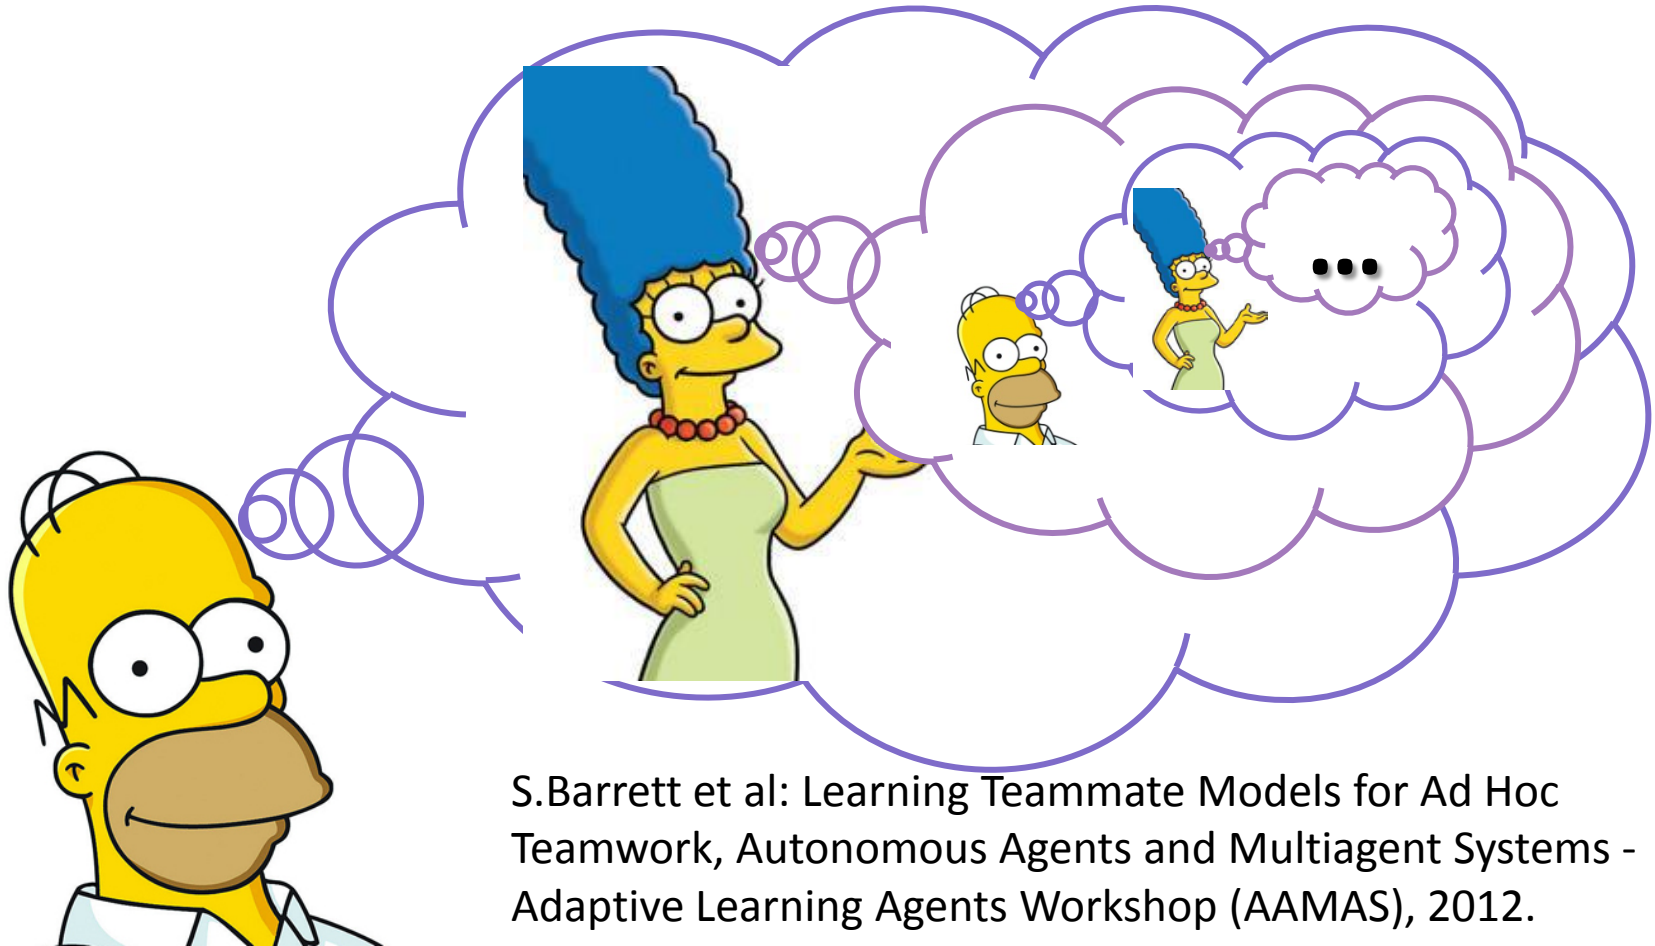 ...
S.Barrett et al: Learning Teammate Models for Ad Hoc
Teamwork, Autonomous Agents and Multiagent Systems -
Adaptive Learning Agents Workshop (AAMAS), 2012.